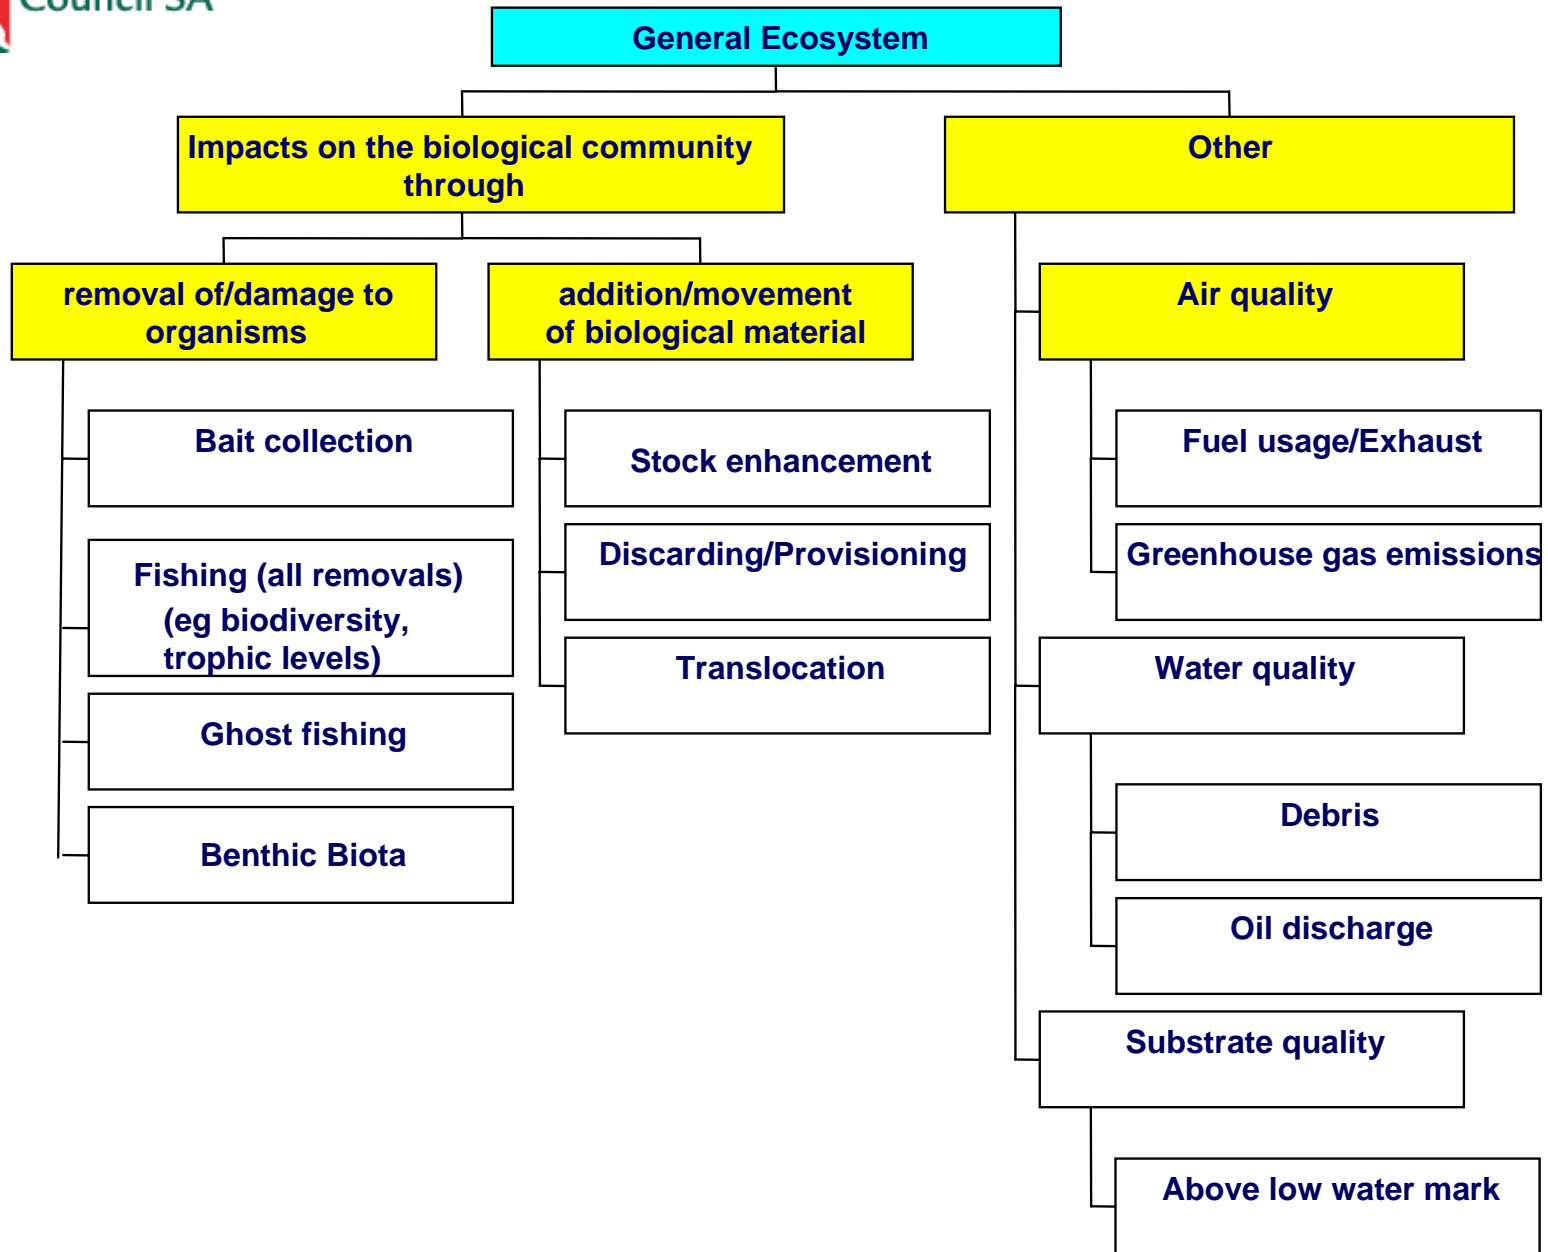 Council SA
General Ecosystem
Impacts on the biological community
through
Other
removal of/damage to
organisms
addition/movement
of biological material
Air quality
Bait collection
Stock enhancement
Fuel usage/Exhaust
Fishing (all removals)
(eg biodiversity,
trophic levels)
Discarding/Provisioning
Greenhouse gas emissions
Ghost fishing
Translocation
Water quality
Benthic Biota
Debris
Oil discharge
Substrate quality
Above low water mark